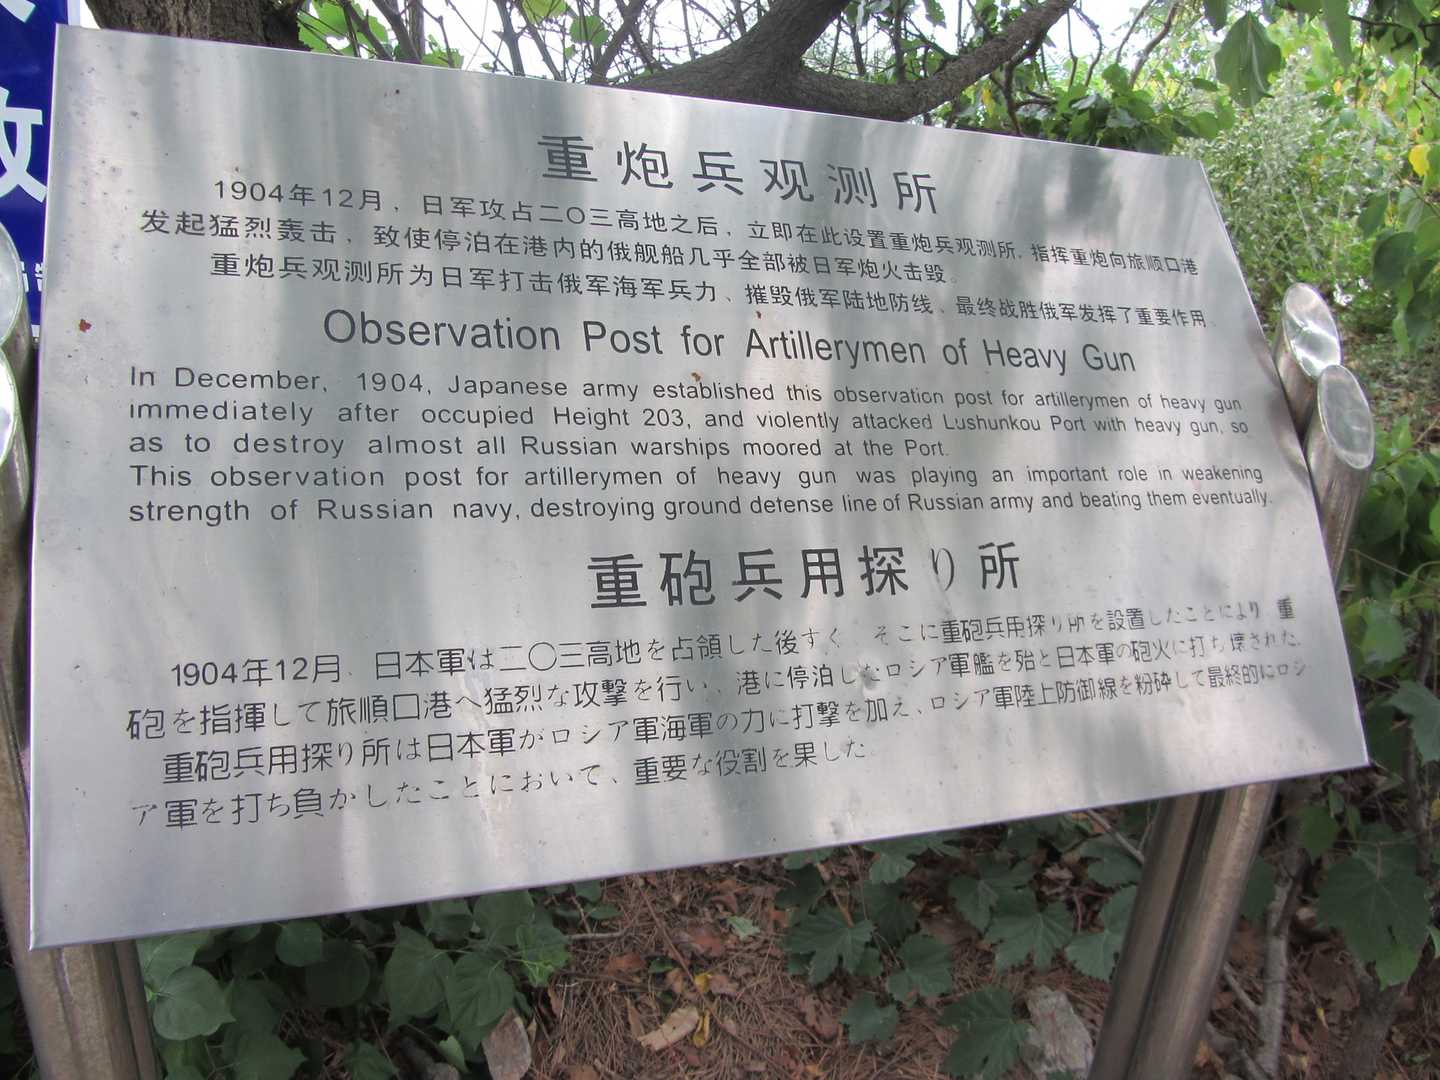 攻
重炮兵观测所
1904年12月，日军攻占二〇三高地之后，立即在此设置重炮兵观测所，指挥重炮向旅顺口港
发起猛烈轰击，致使停泊在港内的俄舰船几乎全部被日军炮火击毁。
重炮兵观测所为日军打击俄军海军兵力、摧毁俄军陆地防线、最终战胜俄军发挥了重要作用。
Observation Post for Artillerymen of Heavy Gun
In December, 1904, Japanese army established this observation post for artillerymen of heavy gun
immediately after occupied Height 203, and violently attacked Lushunkou Port with heavy gun, so
as to destroy almost all Russian warships moored at the Port.
This observation post for artillerymen of heavy gun was playing an important role in weakening
strength of Russian navy, destroying ground defense line of Russian army and beating them eventually.
重砲兵用探り所
1904年12月、日本軍は二〇三高地を占領した後すぐ、そこに重砲兵用探り所を設置したことにより、重
砲を指揮して旅順口港へ猛烈な攻撃を行い、港に停泊したロシア軍艦を殆と日本軍の砲火に打ち壊された。
重砲兵用探り所は日本軍がロシア軍海軍の力に打撃を加え、ロシア軍陸上防御線を粉砕して最終的にロシ
ア軍を打ち負かしたことにおいて、重要な役割を果した。